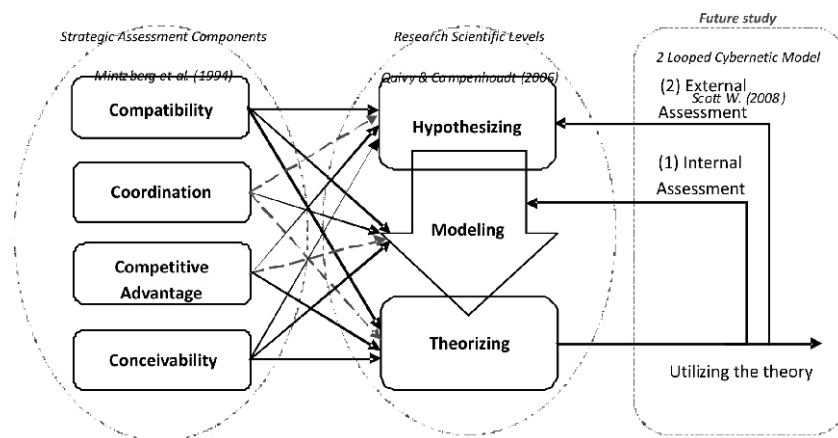 Future study
Strategic Assessment Components
Mintzberg et al. (1994)
Research Scientific Levels
Quivy & Campenhoudt (2006)
2 Looped Cybernetic Model
Scott W. (2008)
Compatibility
Coordination
Competitive
Advantage
Conceivability
Hypothesizing
Modeling
Theorizing
(2) External
Assessment
(1) Internal
Assessment
Utilizing the theory